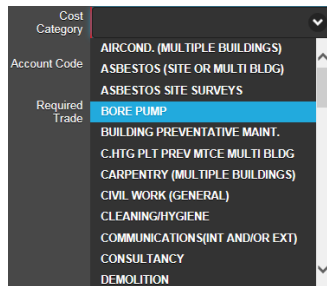 Cost
Category
AIRCOND. (MULTIPLE BUILDINGS)
Account Code
ASBESTOS (SITE OR MULTI BLDG)
ASBESTOS SITE SURVEYS
Required
Trade
BORE PUMP
BUILDING PREVENTATIVE MAINT.
C.HTG PLT PREV MTCE MULTI BLDG
CARPENTRY (MULTIPLE BUILDINGS)
CIVIL WORK (GENERAL)
CLEANING/HYGIENE
COMMUNICATIONS(INT AND/OR EXT)
CONSULTANCY
DEMOLITION